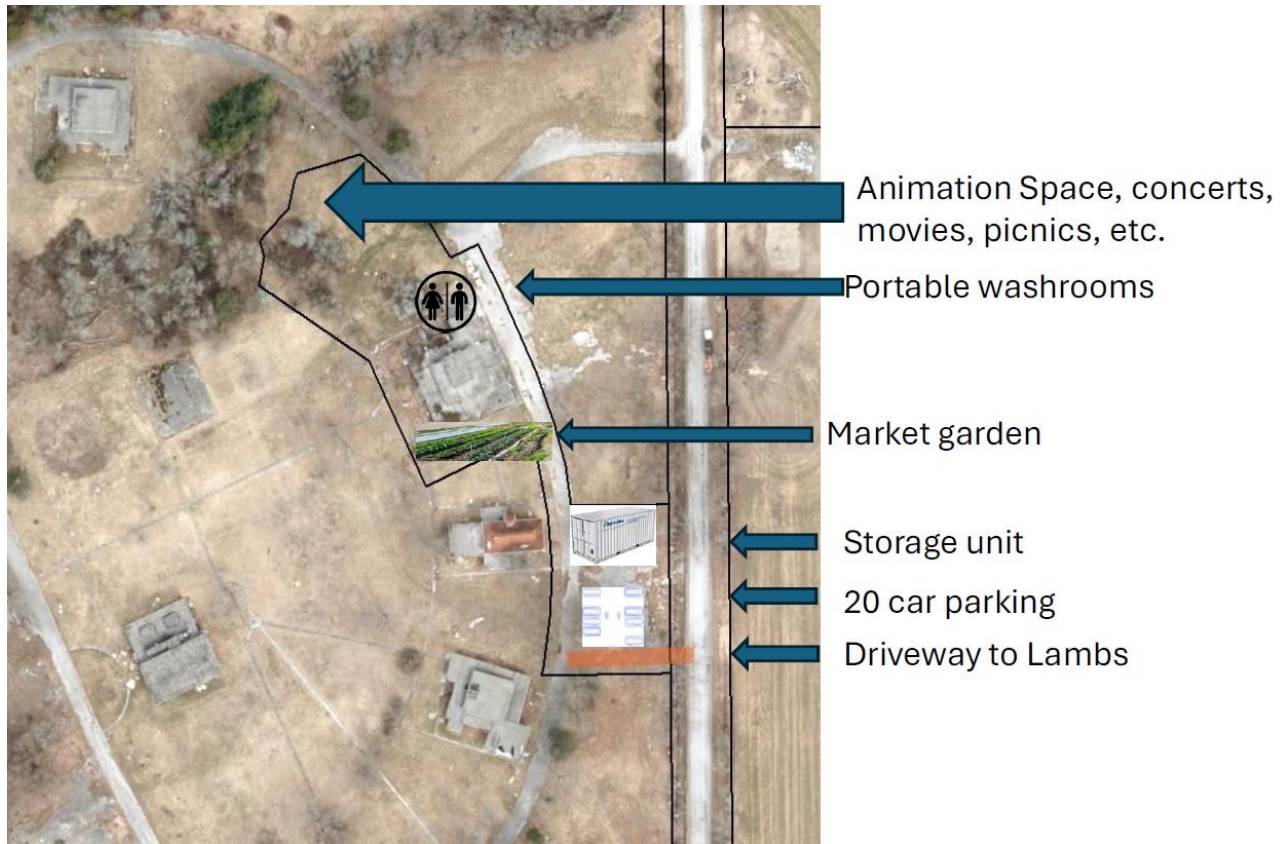 Animation Space, concerts,
movies, picnics, etc.
Portable washrooms
Market garden
Storage unit
20 car parking
Driveway to Lambs